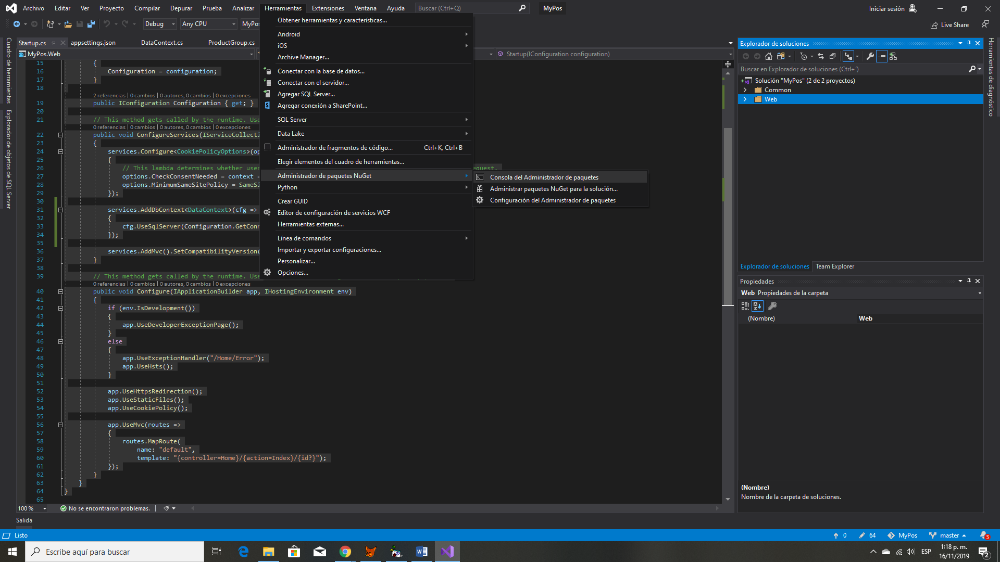 Archivo Editar Ver Proyecto Compilar Depurar Prueba Analizar Herramientas Extensiones Ventana Ayuda Buscar (Ctrl+Q) MyPos Iniciar sesión
Debug Any CPU MyPos Live Share
Cuadro de herramientas
Explorador de objetos de SQL Server
Startup.cs appsettings.json DataContext.cs ProductGroup.cs
MyPos.Web Startup(IConfiguration configuration)
15 {
16 Configuration = configuration;
17 }
18
2 referencias | 0 cambios | 0 autores, 0 cambios | 0 excepciones
19 public IConfiguration Configuration { get; }
20
21 // This method gets called by the runtime. Use
0 referencias | 0 cambios | 0 autores, 0 cambios | 0 excepciones
22 public void ConfigureServices(IServiceCollecti
23 {
24 services.Configure<CookiePolicyOptions>(op
25 {
26 // This lambda determines whether user equest.
27 options.CheckConsentNeeded = context =
28 options.MinimumSameSitePolicy = SameSi
29 });
30
31 services.AddDbContext<DataContext>(cfg =>
32 {
33 cfg.UseSqlServer(Configuration.GetConn
34 });
35
36 services.AddMvc().SetCompatibilityVersion(
37 }
38
39 // This method gets called by the runtime. Use
0 referencias | 0 cambios | 0 autores, 0 cambios | 0 excepciones
40 public void Configure(IApplicationBuilder app, IHostingEnvironment env)
41 {
42 if (env.IsDevelopment())
43 {
44 app.UseDeveloperExceptionPage();
45 }
46 else
47 {
48 app.UseExceptionHandler("/Home/Error");
49 app.UseHsts();
50 }
51
52 app.UseHttpsRedirection();
53 app.UseStaticFiles();
54 app.UseCookiePolicy();
55
56 app.UseMvc(routes =>
57 {
58 routes.MapRoute(
59 name: "default",
60 template: "{controller=Home}/{action=Index}/{id?}");
61 });
62 }
63 }
64 }
65
Obtener herramientas y características...
Android
iOS
Archive Manager...
Conectar con la base de datos...
Conectar con el servidor...
Agregar SQL Server...
Agregar conexión a SharePoint...
SQL Server
Data Lake
Administrador de fragmentos de código... Ctrl+K, Ctrl+B
Elegir elementos del cuadro de herramientas...
Administrador de paquetes NuGet
Python
Crear GUID
Editor de configuración de servicios WCF
Herramientas externas...
Línea de comandos
Importar y exportar configuraciones...
Personalizar...
Opciones...
Consola del Administrador de paquetes
Administrar paquetes NuGet para la solución...
Configuración del Administrador de paquetes
Explorador de soluciones
Buscar en Explorador de soluciones (Ctrl+´)
Solución "MyPos" (2 de 2 proyectos)
Common
Web
Explorador de soluciones Team Explorer
Propiedades
Web Propiedades de la carpeta
(Nombre) Web
(Nombre)
Nombre de la carpeta de soluciones.
Herramientas de diagnóstico
100 % No se encontraron problemas.
Salida
Listo 0 64 MyPos master 3
Escribe aquí para buscar ESP 1:18 p. m.
16/11/2019 2